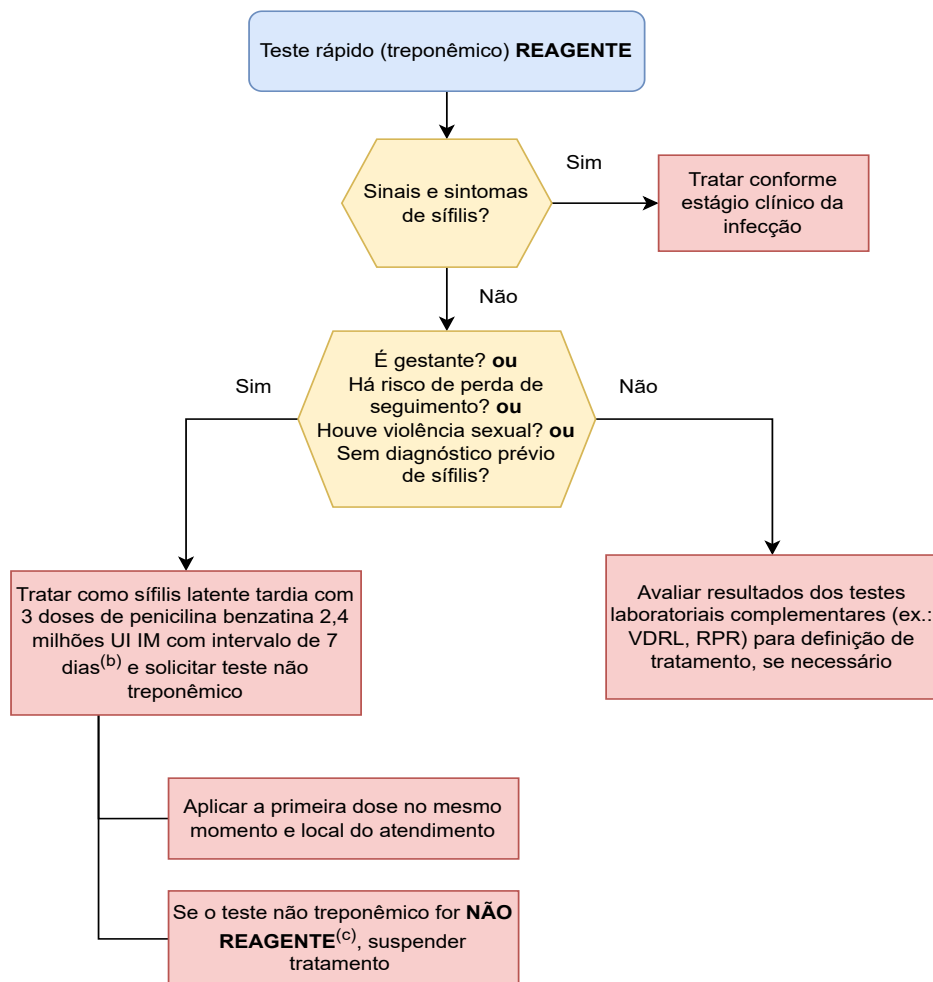 Teste rápido (treponêmico) REAGENTE
Sinais e sintomas
de sífilis?
Sim
Tratar conforme
estágio clínico da
infecção
Não
É gestante? ou
Há risco de perda de
seguimento? ou
Houve violência sexual? ou
Sem diagnóstico prévio
de sífilis?
Sim
Não
Tratar como sífilis latente tardia com
3 doses de penicilina benzatina 2,4
milhões UI IM com intervalo de 7
dias(b) e solicitar teste não
treponêmico
Avaliar resultados dos testes
laboratoriais complementares (ex.:
VDRL, RPR) para definição de
tratamento, se necessário
Aplicar a primeira dose no mesmo
momento e local do atendimento
Se o teste não treponêmico for NÃO
REAGENTE(c), suspender
tratamento